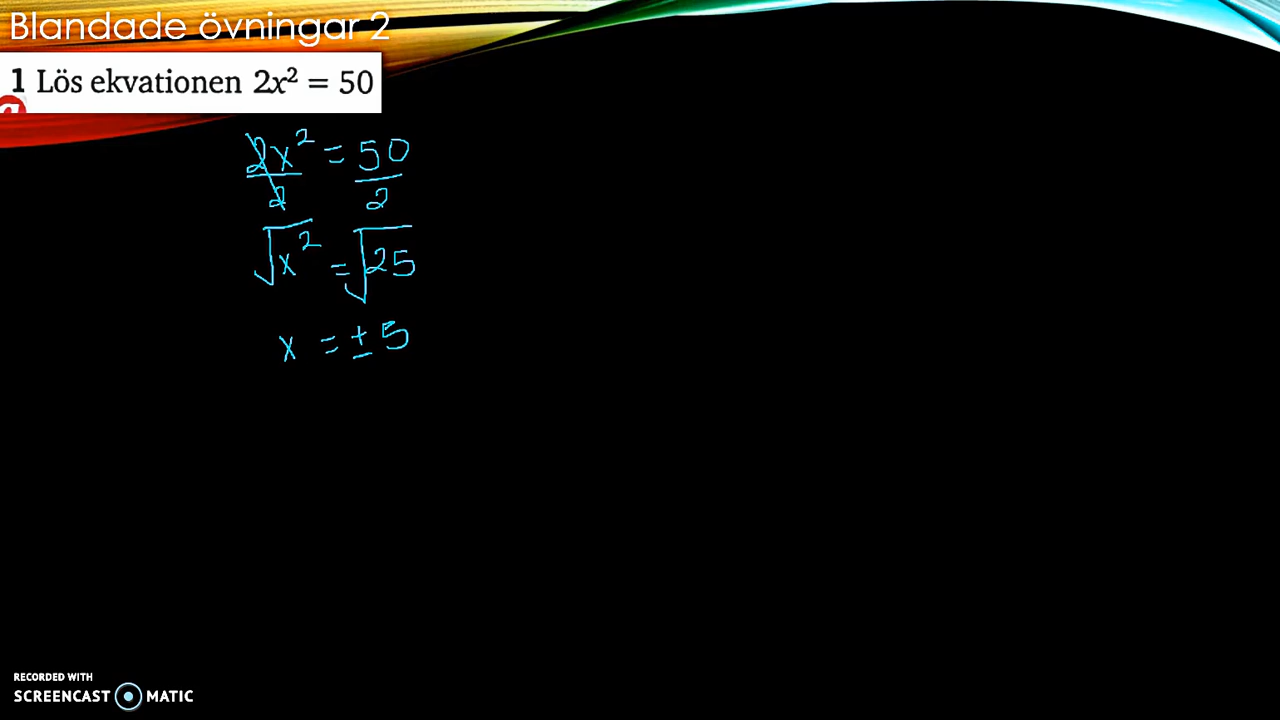 Blandade övningar 2
1 Lös ekvationen 2x² = 50
2x² = 50
2 2
√x² = √25
x = ± 5
RECORDED WITH
SCREENCAST MATIC